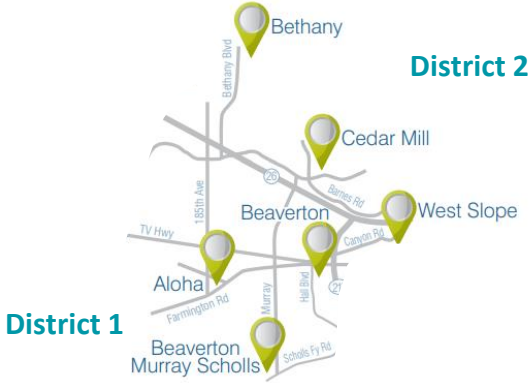 Bethany
District 2
Bethany Blvd
Cedar Mill
26
185th Ave
Barnes Rd
Beaverton
West Slope
TV Hwy
Canyon Rd
Aloha
Hall Blvd
21
Murray
Farmington Rd
District 1
Beaverton
Murray Scholls
Scholls Fy Rd